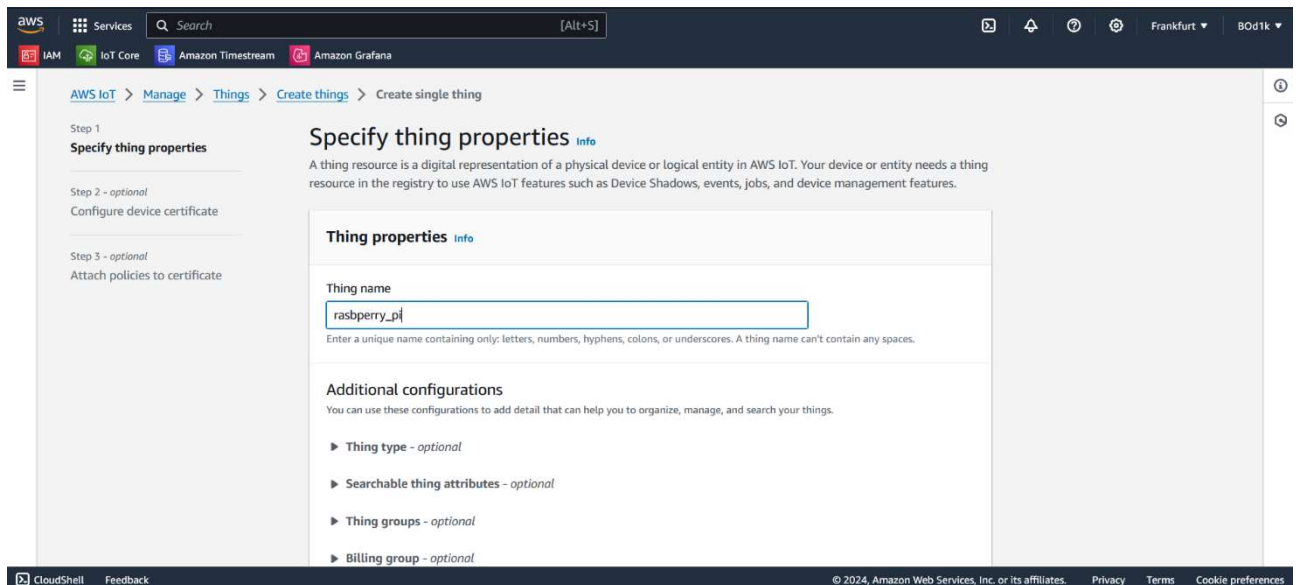 aws
Services
Search
[Alt+S]
Frankfurt
BOd1k
IAM
IoT Core
Amazon Timestream
Amazon Grafana
AWS IoT > Manage > Things > Create things > Create single thing
Step 1
Specify thing properties
Step 2 - optional
Configure device certificate
Step 3 - optional
Attach policies to certificate
Specify thing properties Info
A thing resource is a digital representation of a physical device or logical entity in AWS IoT. Your device or entity needs a thing
resource in the registry to use AWS IoT features such as Device Shadows, events, jobs, and device management features.
Thing properties Info
Thing name
rasbperry_pi
Enter a unique name containing only: letters, numbers, hyphens, colons, or underscores. A thing name can't contain any spaces.
Additional configurations
You can use these configurations to add detail that can help you to organize, manage, and search your things.
Thing type - optional
Searchable thing attributes - optional
Thing groups - optional
Billing group - optional
CloudShell
Feedback
© 2024, Amazon Web Services, Inc. or its affiliates.
Privacy
Terms
Cookie preferences